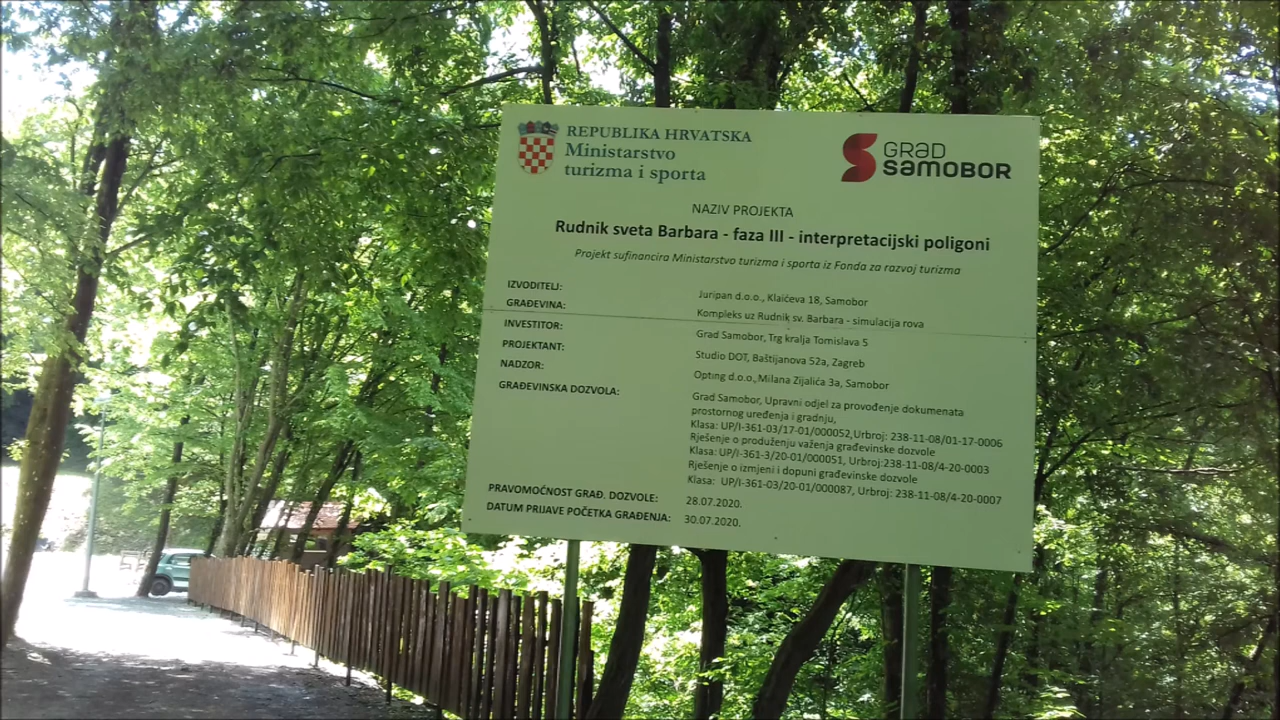 REPUBLIKA HRVATSKA
Ministarstvo
turizma i sporta
GRAD
SAMOBOR
NAZIV PROJEKTA
Rudnik sveta Barbara - faza III - interpretacijski poligoni
Projekt sufinancira Ministarstvo turizma i sporta iz Fonda za razvoj turizma
IZVODITELJ: Juripan d.o.o., Klaićeva 18, Samobor
GRAĐEVINA: Kompleks uz Rudnik sv. Barbara - simulacija rova
INVESTITOR: Grad Samobor, Trg kralja Tomislava 5
PROJEKTANT: Studio DOT, Baštijanova 52a, Zagreb
NADZOR: Opting d.o.o., Milana Zijalića 3a, Samobor
GRAĐEVINSKA DOZVOLA: Grad Samobor, Upravni odjel za provođenje dokumenata
prostornog uređenja i gradnju,
Klasa: UP/I-361-03/17-01/000052, Urbroj: 238-11-08/01-17-0006
Rješenje o produženju važenja građevinske dozvole
Klasa: UP/I-361-3/20-01/000051, Urbroj:238-11-08/4-20-0003
Rješenje o izmjeni i dopuni građevinske dozvole
Klasa: UP/I-361-03/20-01/000087, Urbroj: 238-11-08/4-20-0007
PRAVOMOĆNOST GRAĐ. DOZVOLE: 28.07.2020.
DATUM PRIJAVE POČETKA GRAĐENJA: 30.07.2020.